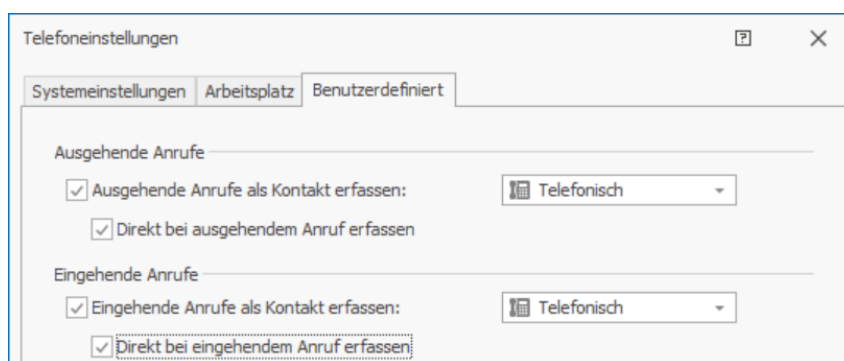 Telefoneinstellungen ?
Systemeinstellungen Arbeitsplatz Benutzerdefiniert
Ausgehende Anrufe
Ausgehende Anrufe als Kontakt erfassen: Telefonisch
Direkt bei ausgehendem Anruf erfassen
Eingehende Anrufe
Eingehende Anrufe als Kontakt erfassen: Telefonisch
Direkt bei eingehendem Anruf erfassen